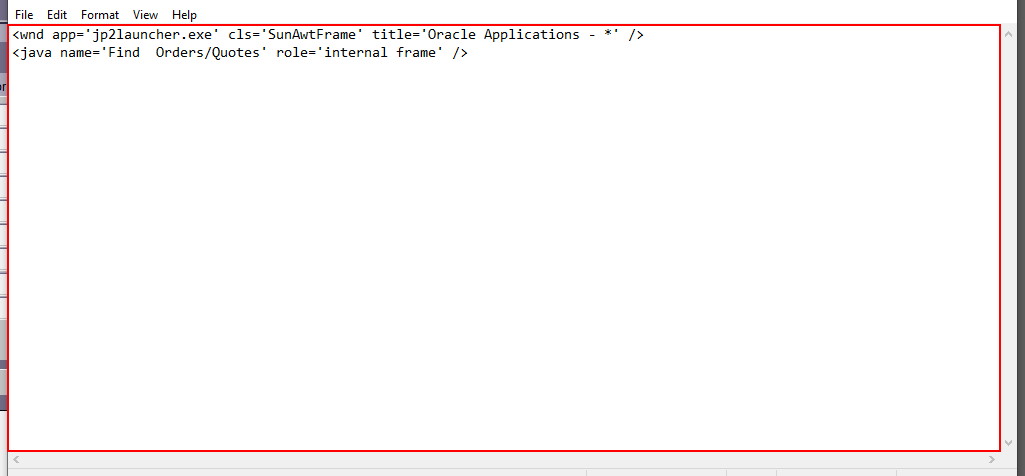 File Edit Format View Help
<wnd app='jp2launcher.exe' cls='SunAwtFrame' title='Oracle Applications - *' />
<java name='Find  Orders/Quotes' role='internal frame' />